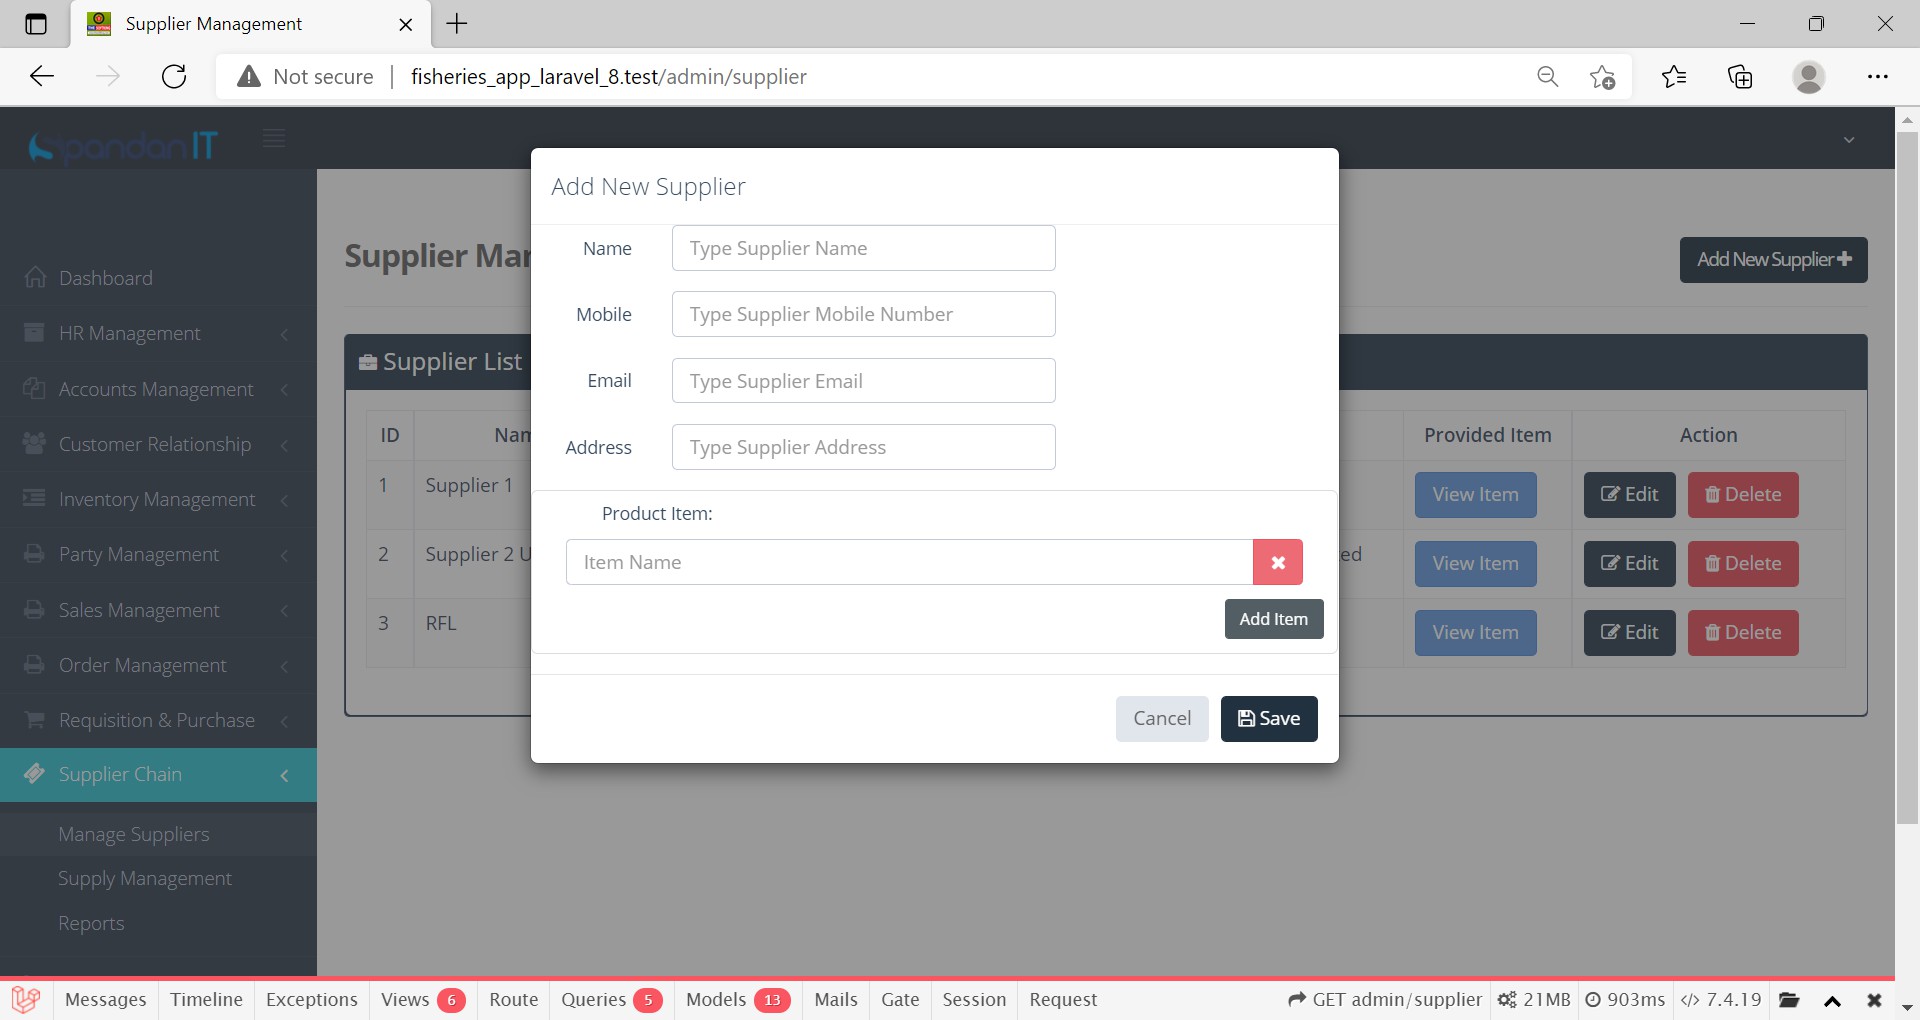 Supplier Management
Not secure
fisheries_app_laravel_8.test/admin/supplier
SpandanIT
Dashboard
HR Management
Accounts Management
Customer Relationship
Inventory Management
Party Management
Sales Management
Order Management
Requisition & Purchase
Supplier Chain
Manage Suppliers
Supply Management
Reports
Supplier
Add New Supplier
Supplier List
ID
Provided Item
Action
1 Supplier 1 View Item Edit Delete
2 Supplier 2 View Item Edit Delete
3 RFL View Item Edit Delete
Add New Supplier
Name Type Supplier Name
Mobile Type Supplier Mobile Number
Email Type Supplier Email
Address Type Supplier Address
Product Item:
Item Name
Add Item
Cancel Save
Messages Timeline Exceptions Views 6 Route Queries 5 Models 13 Mails Gate Session Request GET admin/supplier 21MB 903ms 7.4.19